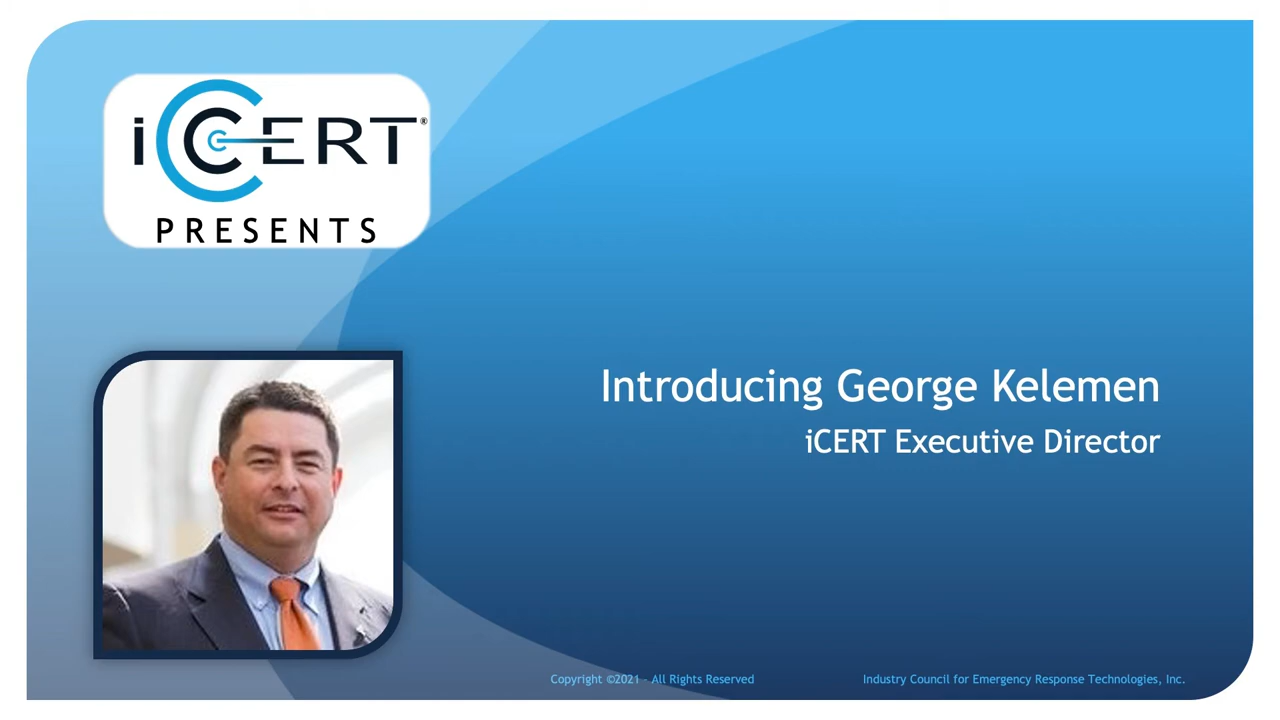 iCERT®
PRESENTS
Introducing George Kelemen
iCERT Executive Director
Copyright ©2021 - All Rights Reserved
Industry Council for Emergency Response Technologies, Inc.